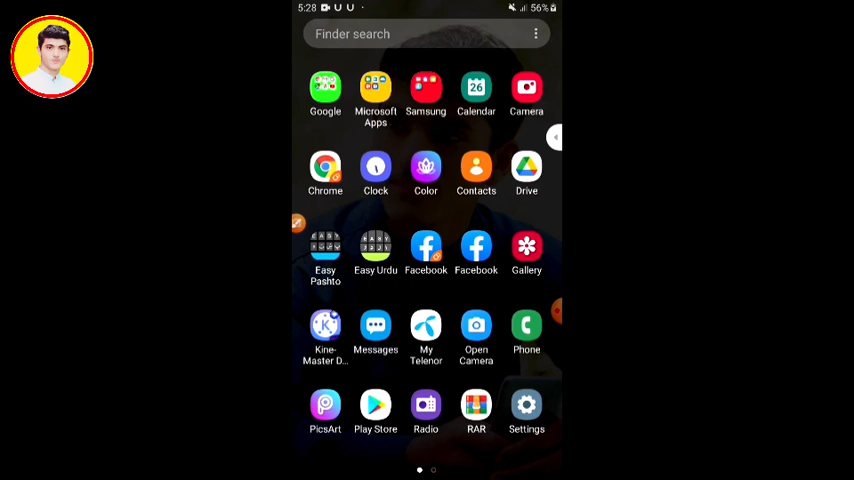 5:28
56%
Finder search
Google
Microsoft Apps
Samsung
Calendar
Camera
Chrome
Clock
Color
Contacts
Drive
Easy Pashto
Easy Urdu
Facebook
Facebook
Gallery
Kine-
Master D...
Messages
My Telenor
Open Camera
Phone
PicsArt
Play Store
Radio
RAR
Settings
26